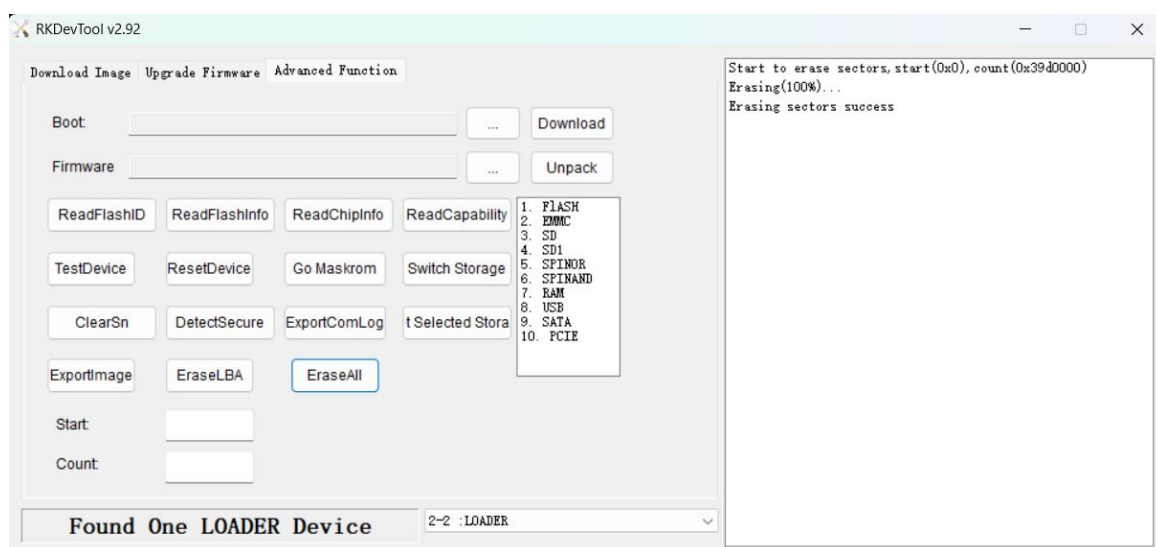 RKDevTool v2.92
Download Image Upgrade Firmware Advanced Function
Boot:
... Download
Firmware
... Unpack
ReadFlashID ReadFlashInfo ReadChipInfo ReadCapability
TestDevice ResetDevice Go Maskrom Switch Storage
ClearSn DetectSecure ExportComLog t Selected Stora
ExportImage EraseLBA EraseAll
1. FlASH
2. EMMC
3. SD
4. SD1
5. SPINOR
6. SPINAND
7. RAM
8. USB
9. SATA
10. PCIE
Start:
Count:
Found One LOADER Device
2-2 :LOADER
Start to erase sectors,start(0x0),count(0x39d0000)
Erasing(100%)...
Erasing sectors success